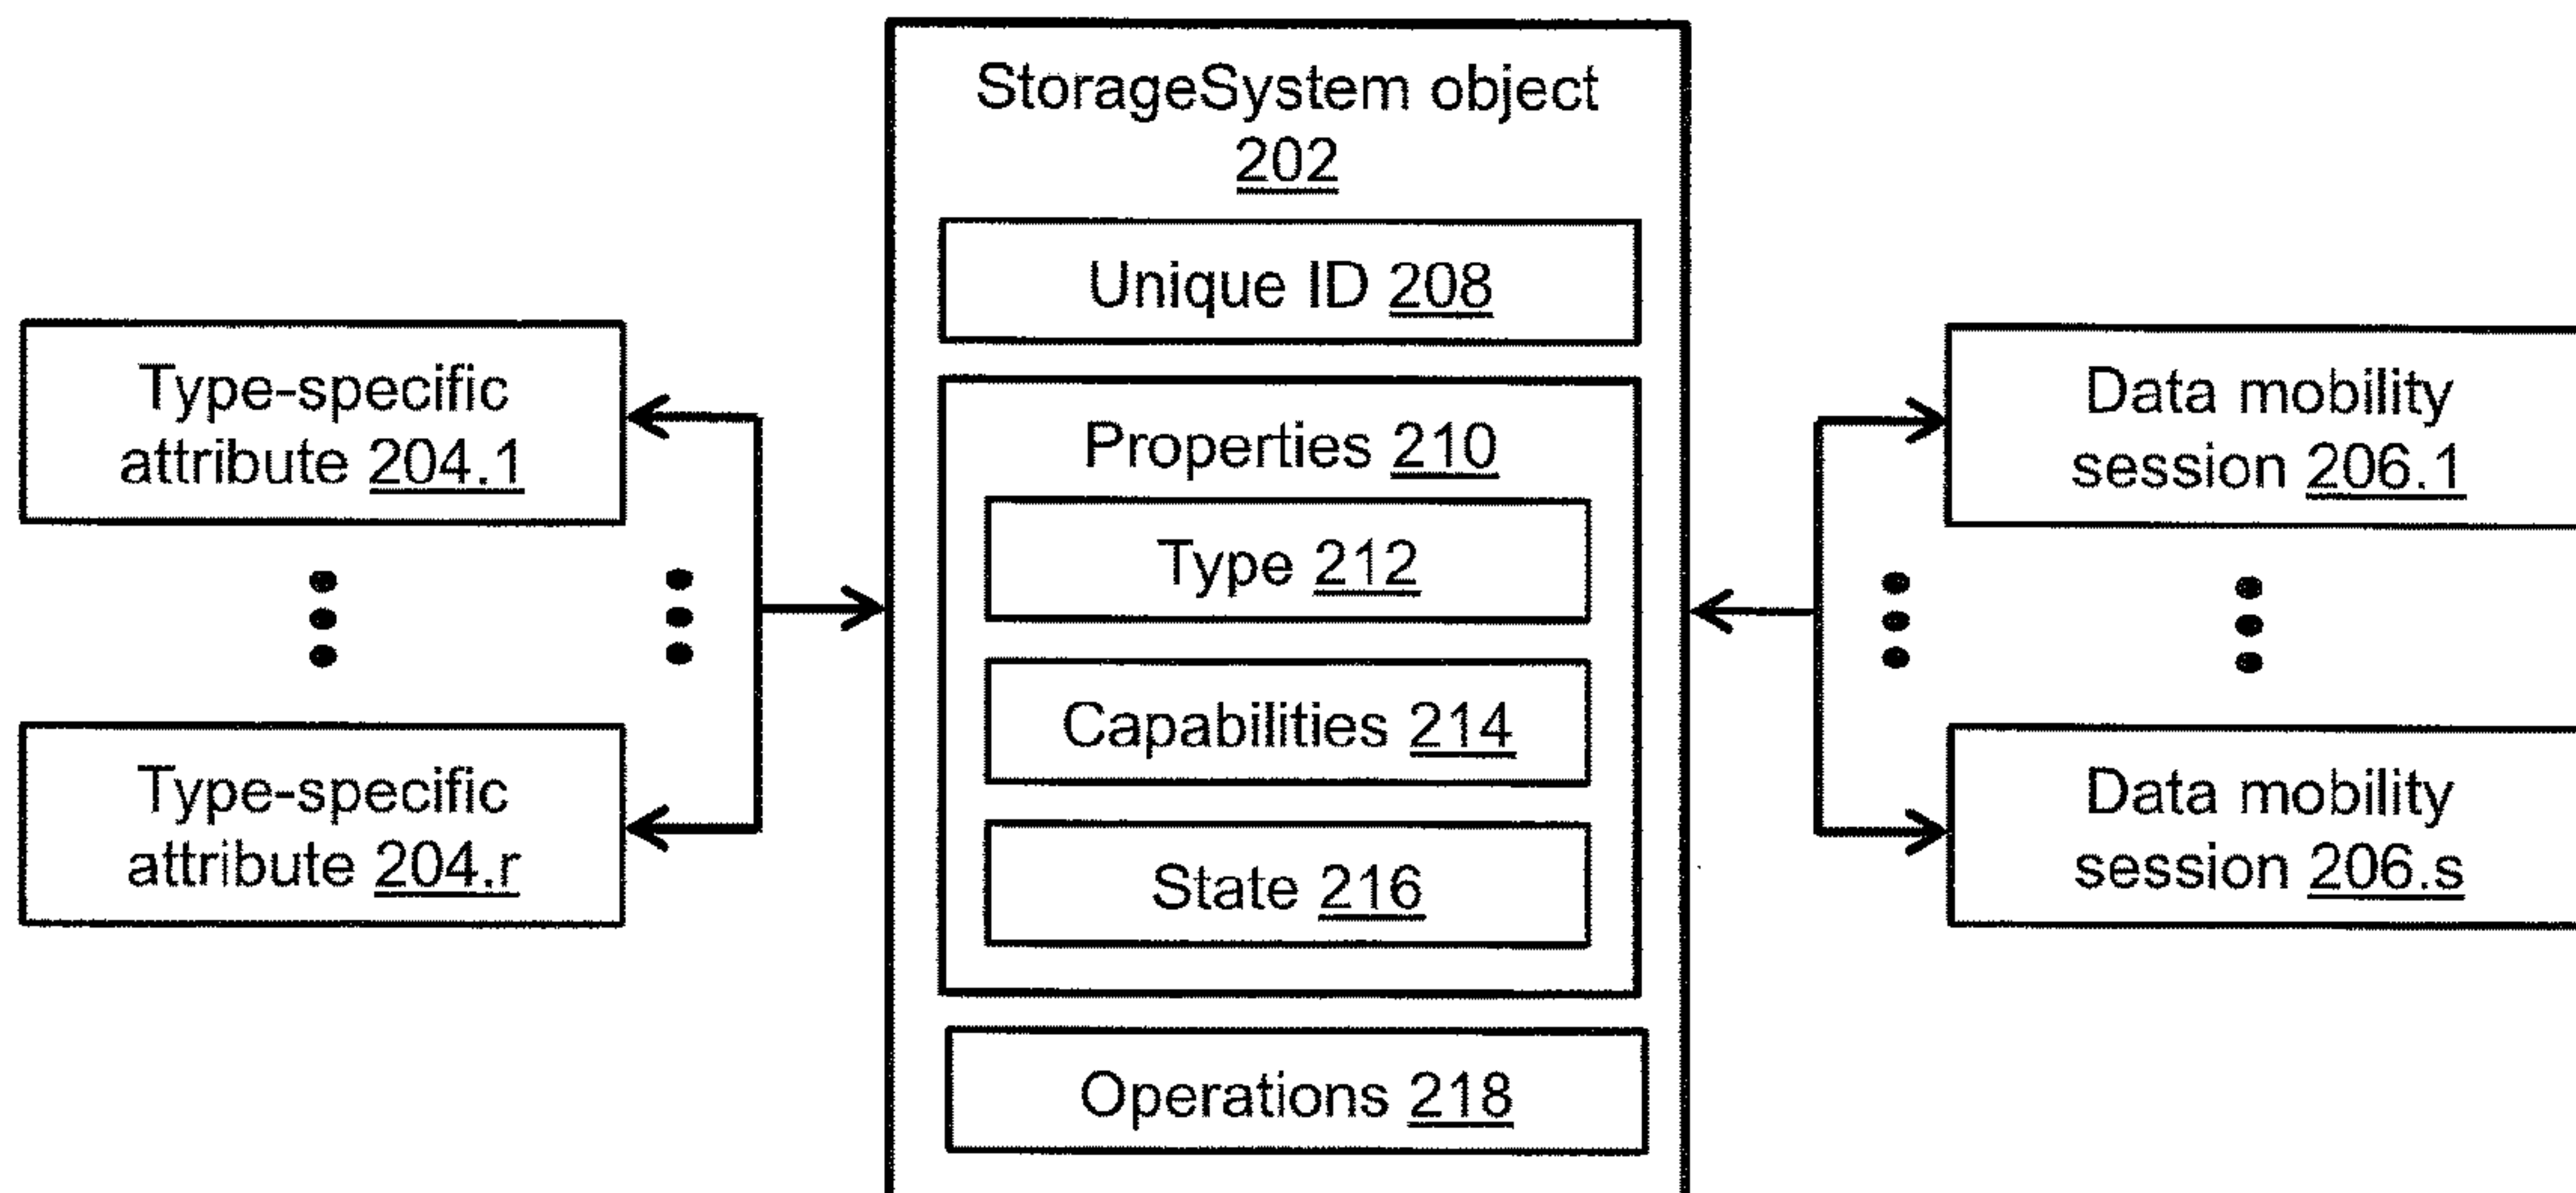 StorageSystem object
202
Unique ID 208
Properties 210
Type 212
Capabilities 214
State 216
Operations 218
Type-specific
attribute 204.1
Type-specific
attribute 204.r
Data mobility
session 206.1
Data mobility
session 206.s